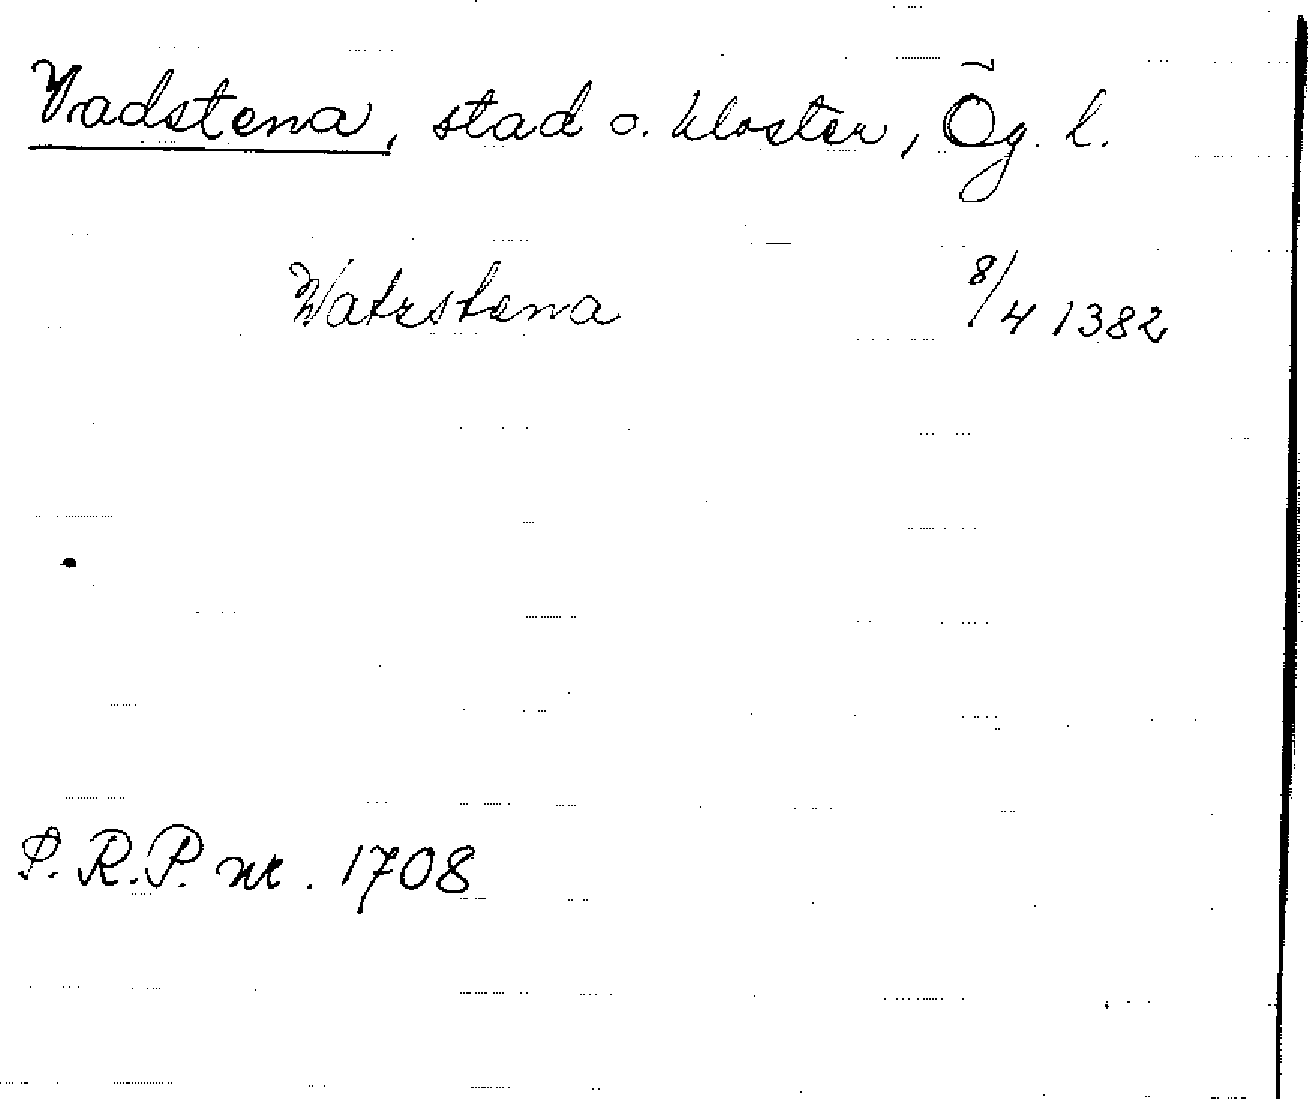 Vadstena, stad o. kloster, Ög. l.
Watzstena 8/4 1382
S.R.P. nr. 1708